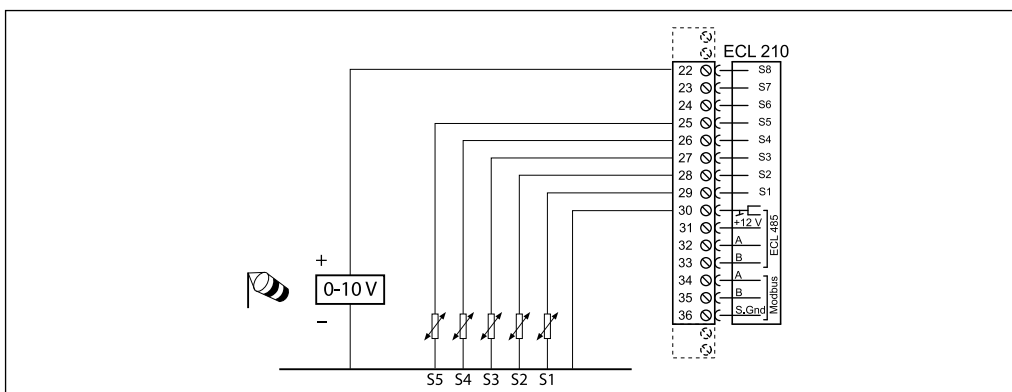 ECL 210
22 S8
23 S7
24 S6
25 S5
26 S4
27 S3
28 S2
29 S1
30
31 +12 V
32 A
33 B
ECL 485
34 A
35 B
36 S.Gnd
Modbus
+
0-10 V
−
S5 S4 S3 S2 S1